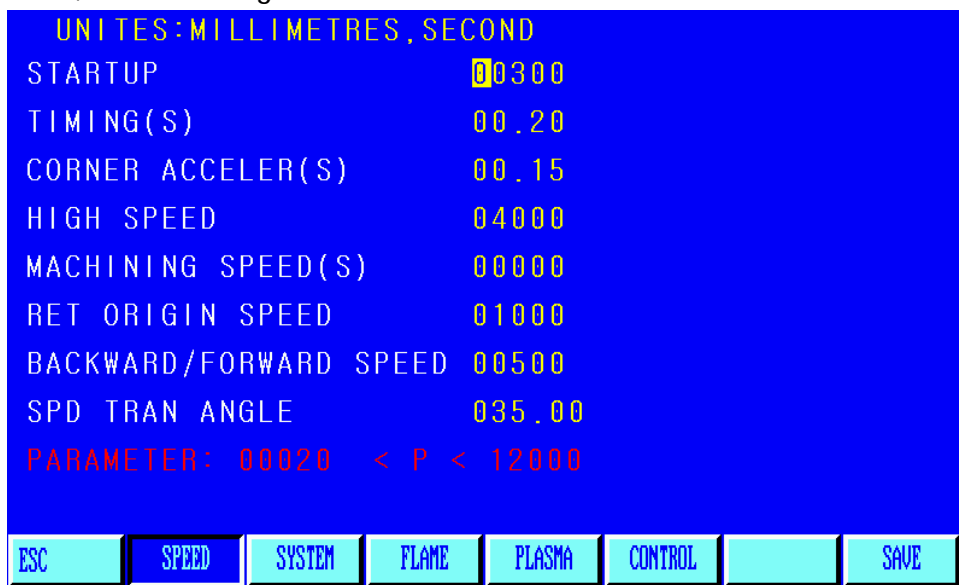 UNITES:MILLIMETRES,SECOND
STARTUP 00300
TIMING(S) 00.20
CORNER ACCELER(S) 00.15
HIGH SPEED 04000
MACHINING SPEED(S) 00000
RET ORIGIN SPEED 01000
BACKWARD/FORWARD SPEED 00500
SPD TRAN ANGLE 035.00
PARAMETER: 00020 < P < 12000
ESC SPEED SYSTEM FLAME PLASMA CONTROL SAVE